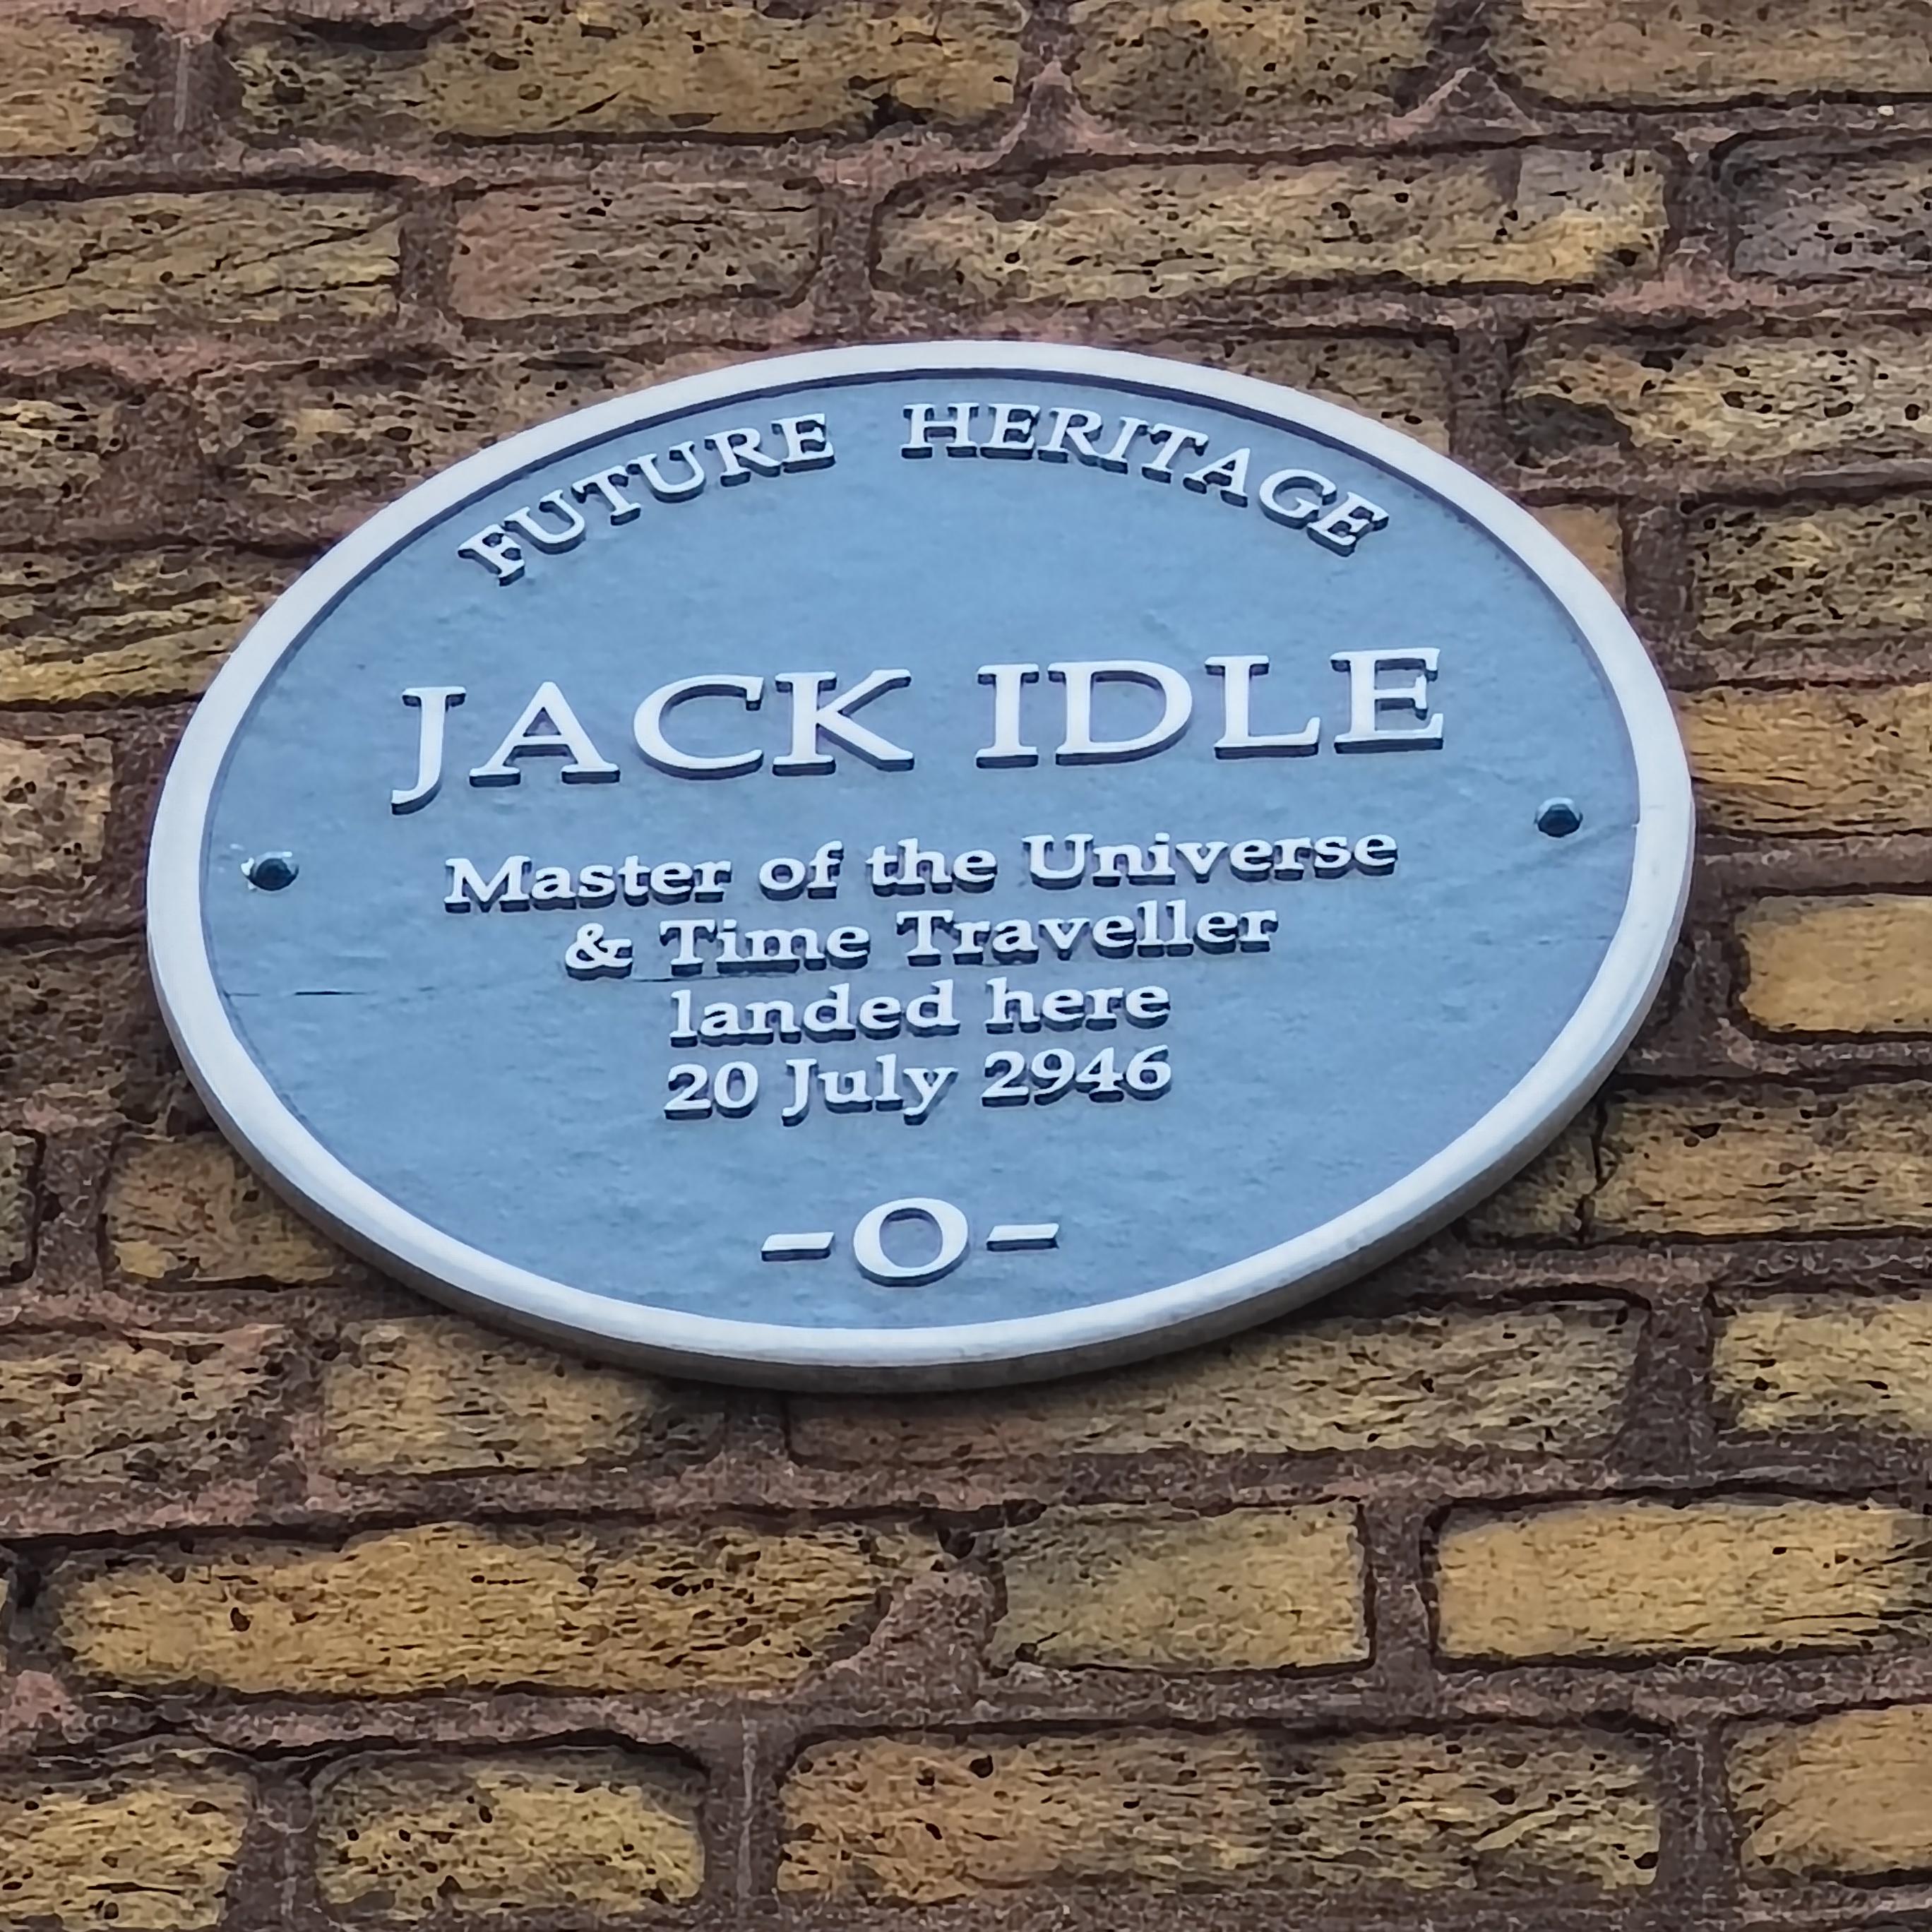 FUTURE HERITAGE
JACK IDLE
Master of the Universe
& Time Traveller
landed here
20 July 2946
-O-